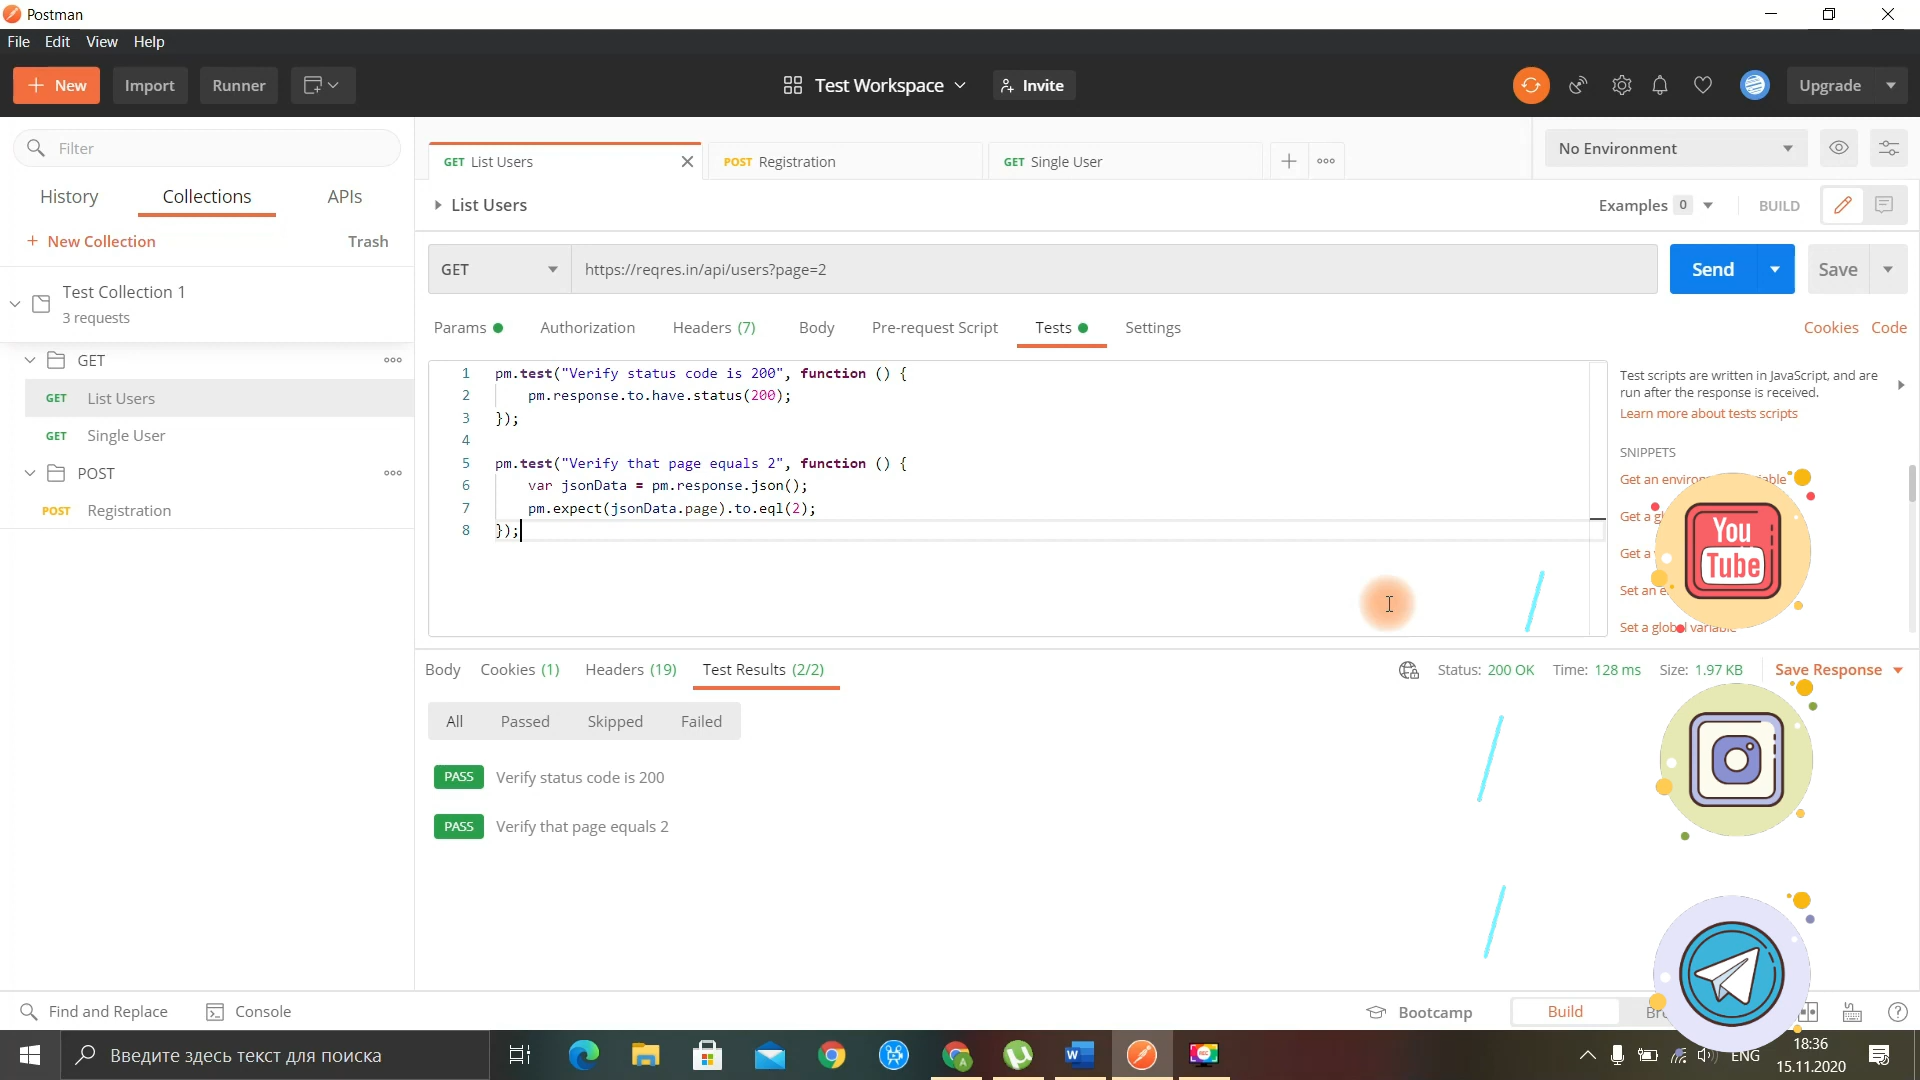 Postman
File Edit View Help
New Import Runner Test Workspace Invite Upgrade
Filter
History Collections APIs
+ New Collection Trash
Test Collection 1
3 requests
GET
GET List Users
GET Single User
POST
POST Registration
GET List Users POST Registration GET Single User
No Environment
List Users
Examples 0 BUILD
GET https://reqres.in/api/users?page=2 Send Save
Params Authorization Headers (7) Body Pre-request Script Tests Settings Cookies Code
1 pm.test("Verify status code is 200", function () {
2 pm.response.to.have.status(200);
3 });
4
5 pm.test("Verify that page equals 2", function () {
6 var jsonData = pm.response.json();
7 pm.expect(jsonData.page).to.eql(2);
8 });
Test scripts are written in JavaScript, and are
run after the response is received.
Learn more about tests scripts
SNIPPETS
Get an
Get a
Get a
Set an
Set a
You
Tube
Body Cookies (1) Headers (19) Test Results (2/2)
Status: 200 OK Time: 128 ms Size: 1.97 KB Save Response
All Passed Skipped Failed
PASS Verify status code is 200
PASS Verify that page equals 2
Find and Replace Console Bootcamp Build
Введите здесь текст для поиска
ENG
18:36
15.11.2020